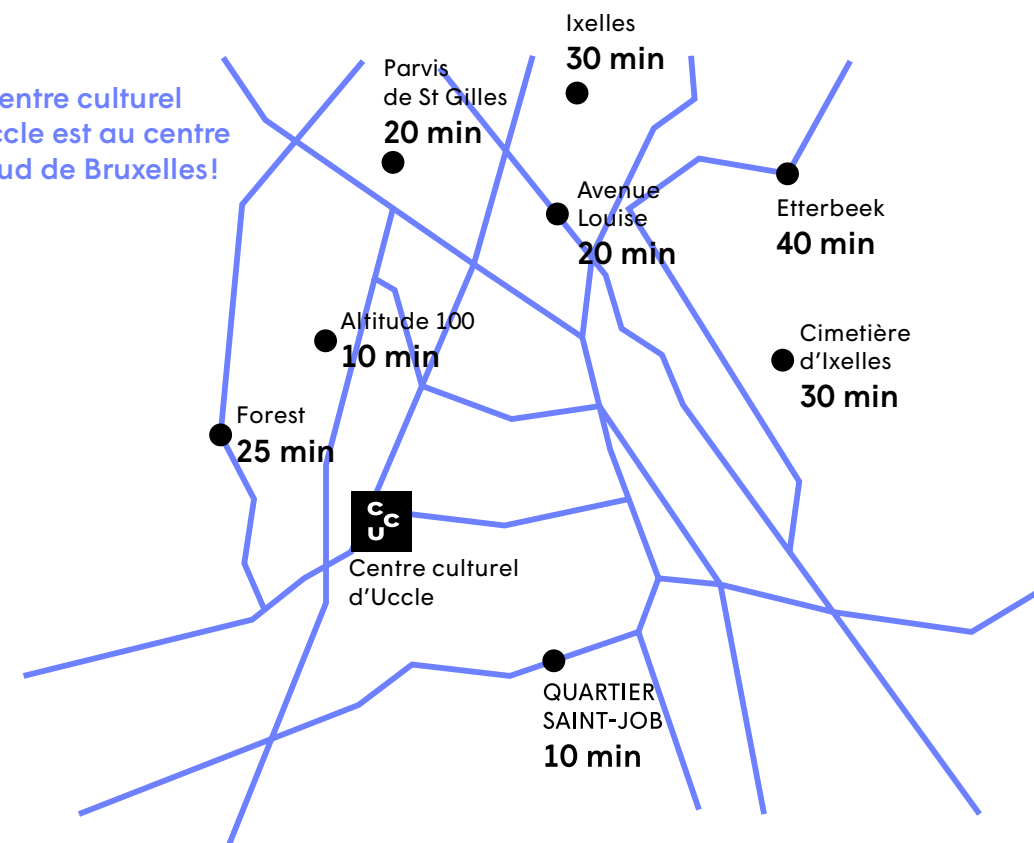 Ixelles
30 min
Parvis
de St Gilles
20 min
entre culturel
ccle est au centre
ud de Bruxelles!
Avenue
Louise
20 min
Etterbeek
40 min
Altitude 100
10 min
Cimetière
d'Ixelles
30 min
Forest
25 min
CCU
Centre culturel
d'Uccle
QUARTIER
SAINT-JOB
10 min